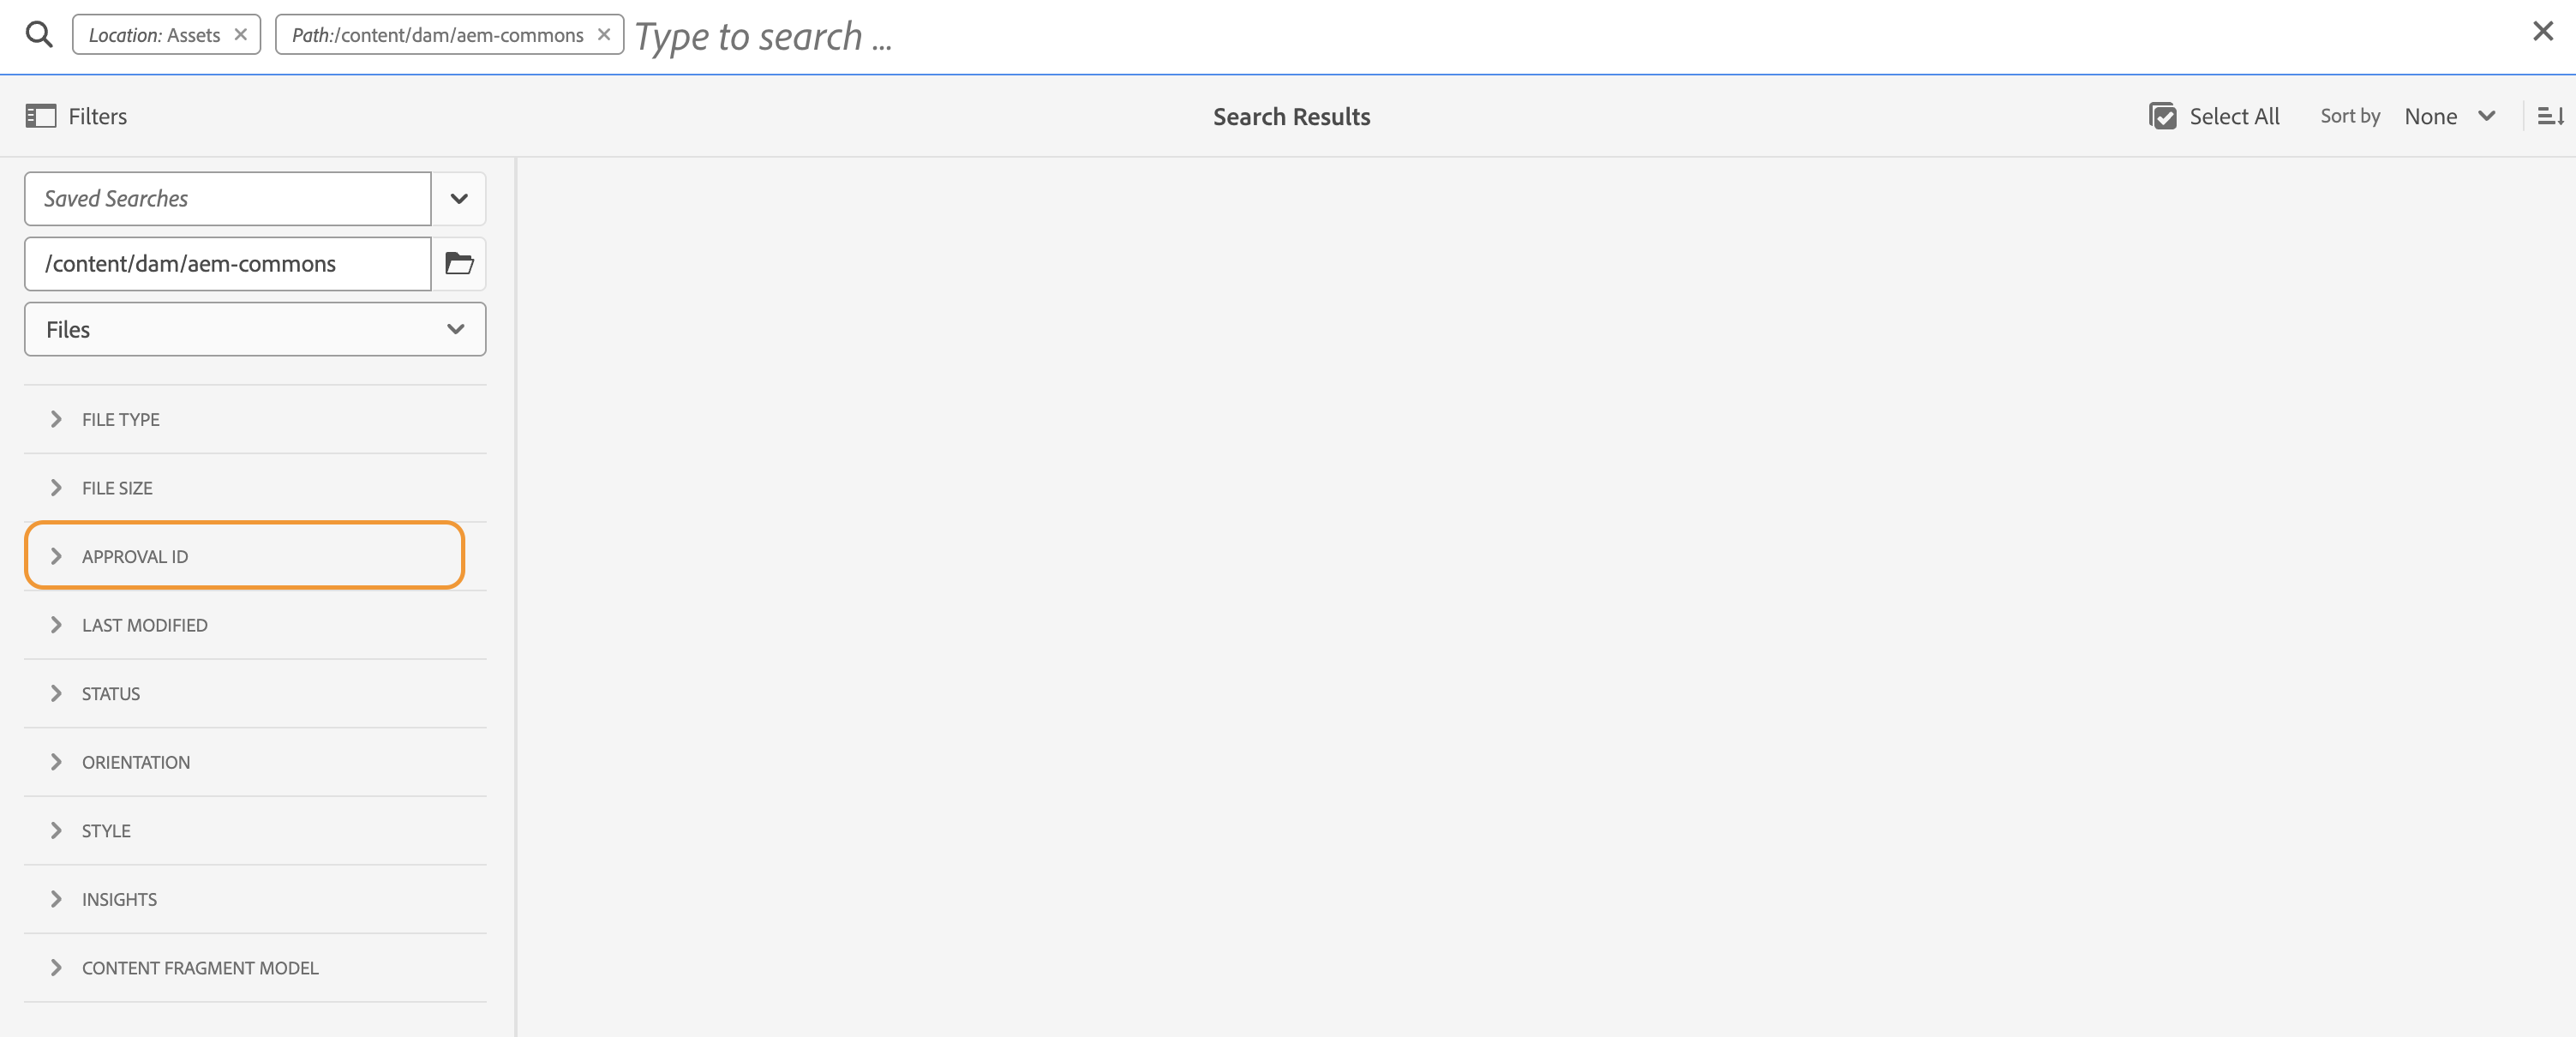 Location: Assets × Path:/content/dam/aem-commons × Type to search ...
Filters Search Results Select All Sort by None
Saved Searches
/content/dam/aem-commons
Files
FILE TYPE
FILE SIZE
APPROVAL ID
LAST MODIFIED
STATUS
ORIENTATION
STYLE
INSIGHTS
CONTENT FRAGMENT MODEL